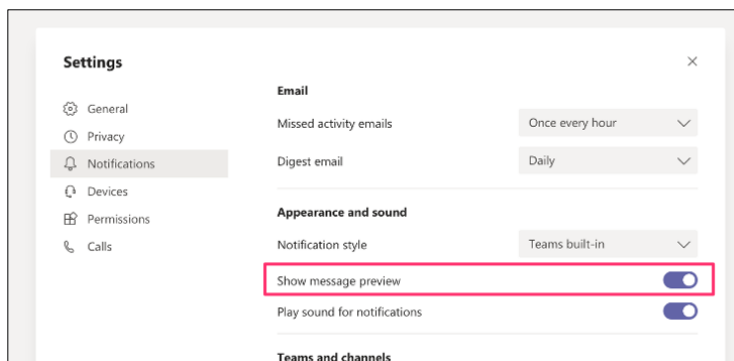 Settings
General
Privacy
Notifications
Devices
Permissions
Calls
Email
Missed activity emails Once every hour
Digest email Daily
Appearance and sound
Notification style Teams built-in
Show message preview
Play sound for notifications
Teams and channels